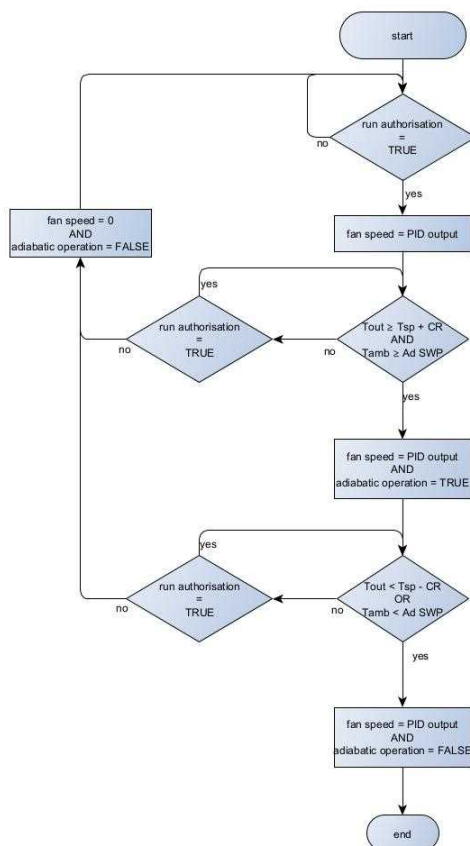 start
run authorisation
=
TRUE
no
yes
fan speed = PID output
fan speed = 0
AND
adiabatic operation = FALSE
yes
Tout ≥ Tsp + CR
AND
Tamb ≥ Ad SWP
run authorisation
=
TRUE
no
no
yes
fan speed = PID output
AND
adiabatic operation = TRUE
yes
Tout < Tsp - CR
OR
Tamb < Ad SWP
run authorisation
=
TRUE
no
no
yes
fan speed = PID output
AND
adiabatic operation = FALSE
end